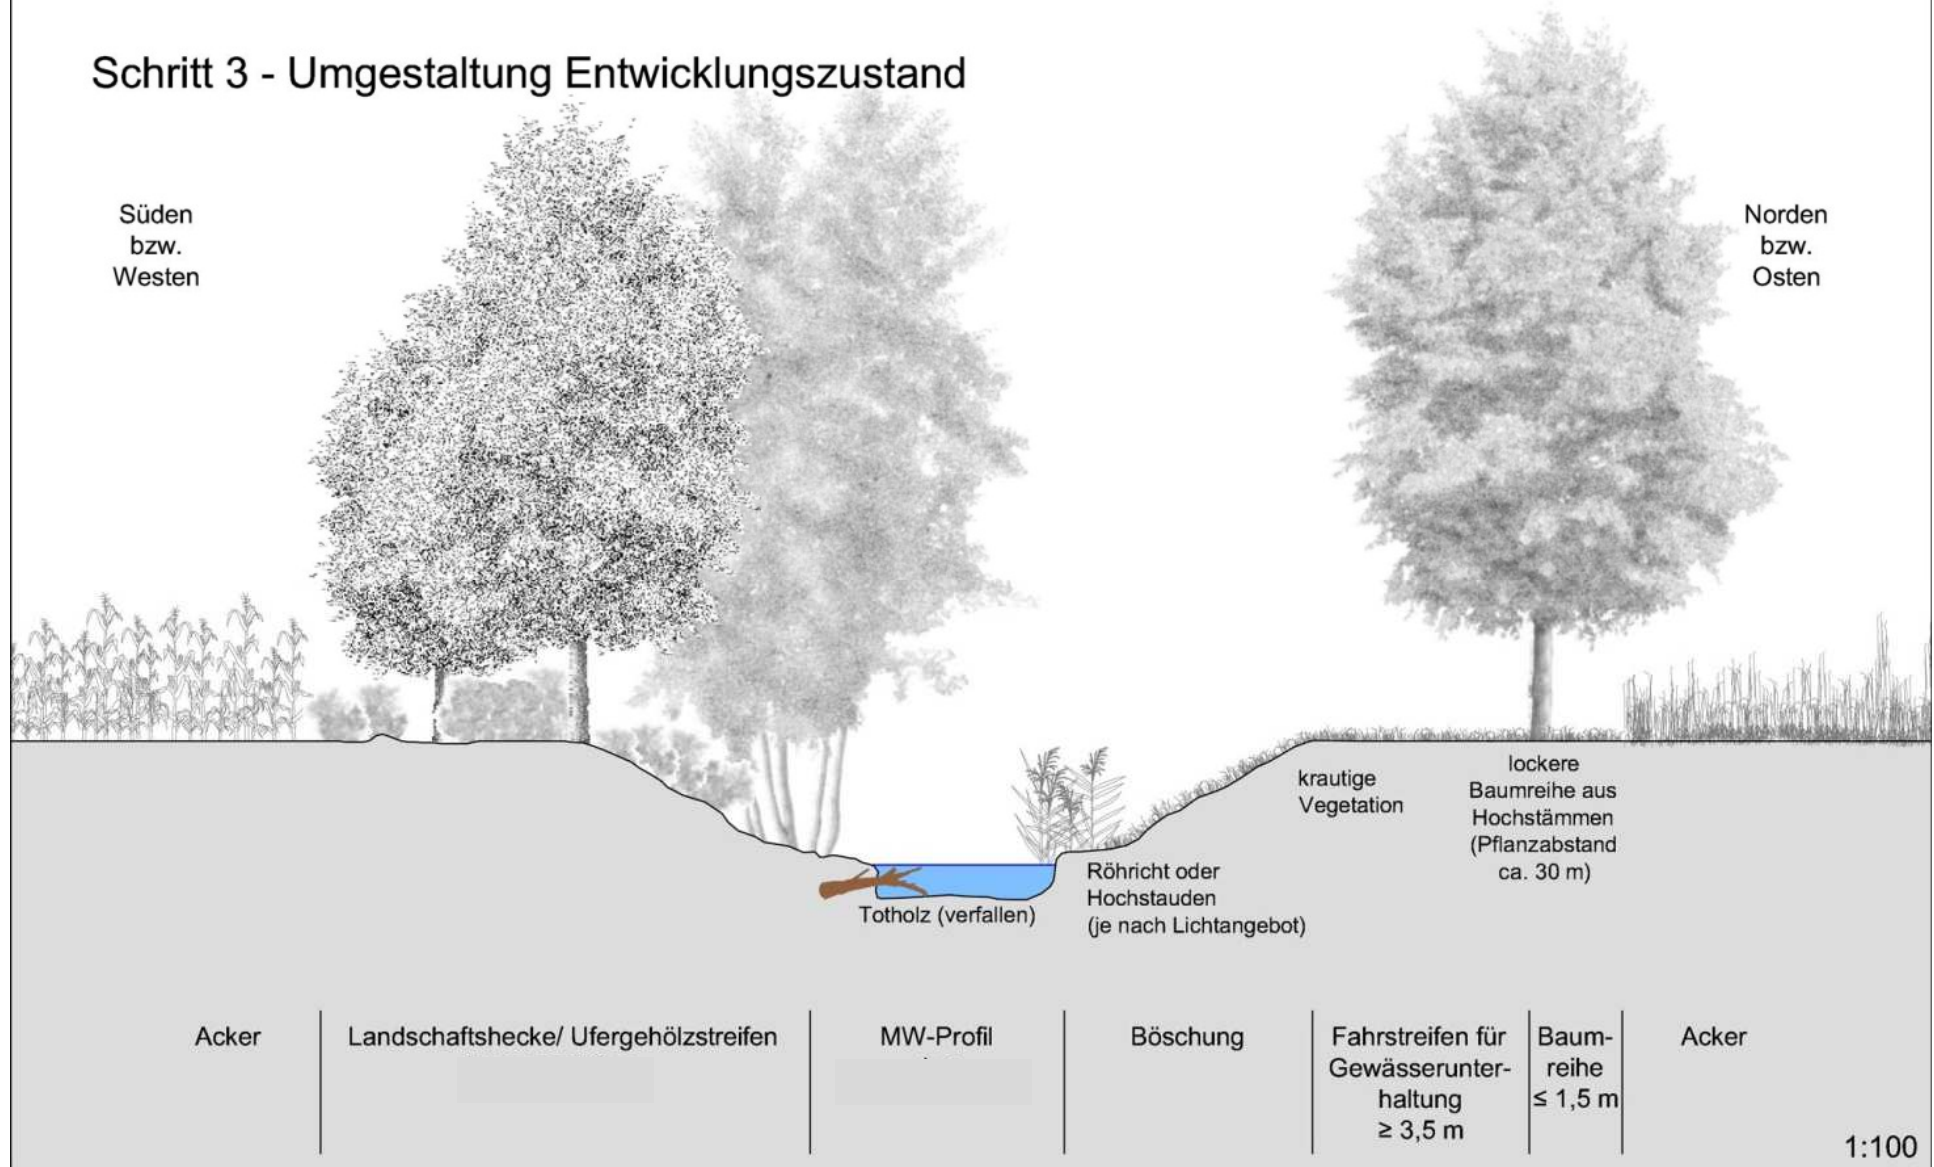 Schritt 3 - Umgestaltung Entwicklungszustand
Süden
bzw.
Westen
Norden
bzw.
Osten
krautige
Vegetation
lockere
Baumreihe aus
Hochstämmen
(Pflanzabstand
ca. 30 m)
Röhricht oder
Hochstauden
(je nach Lichtangebot)
Totholz (verfallen)
Acker
Landschaftshecke/ Ufergehölzstreifen
MW-Profil
Böschung
Fahrstreifen für
Gewässerunter-
haltung
≥ 3,5 m
Baum-
reihe
≤ 1,5 m
Acker
1:100